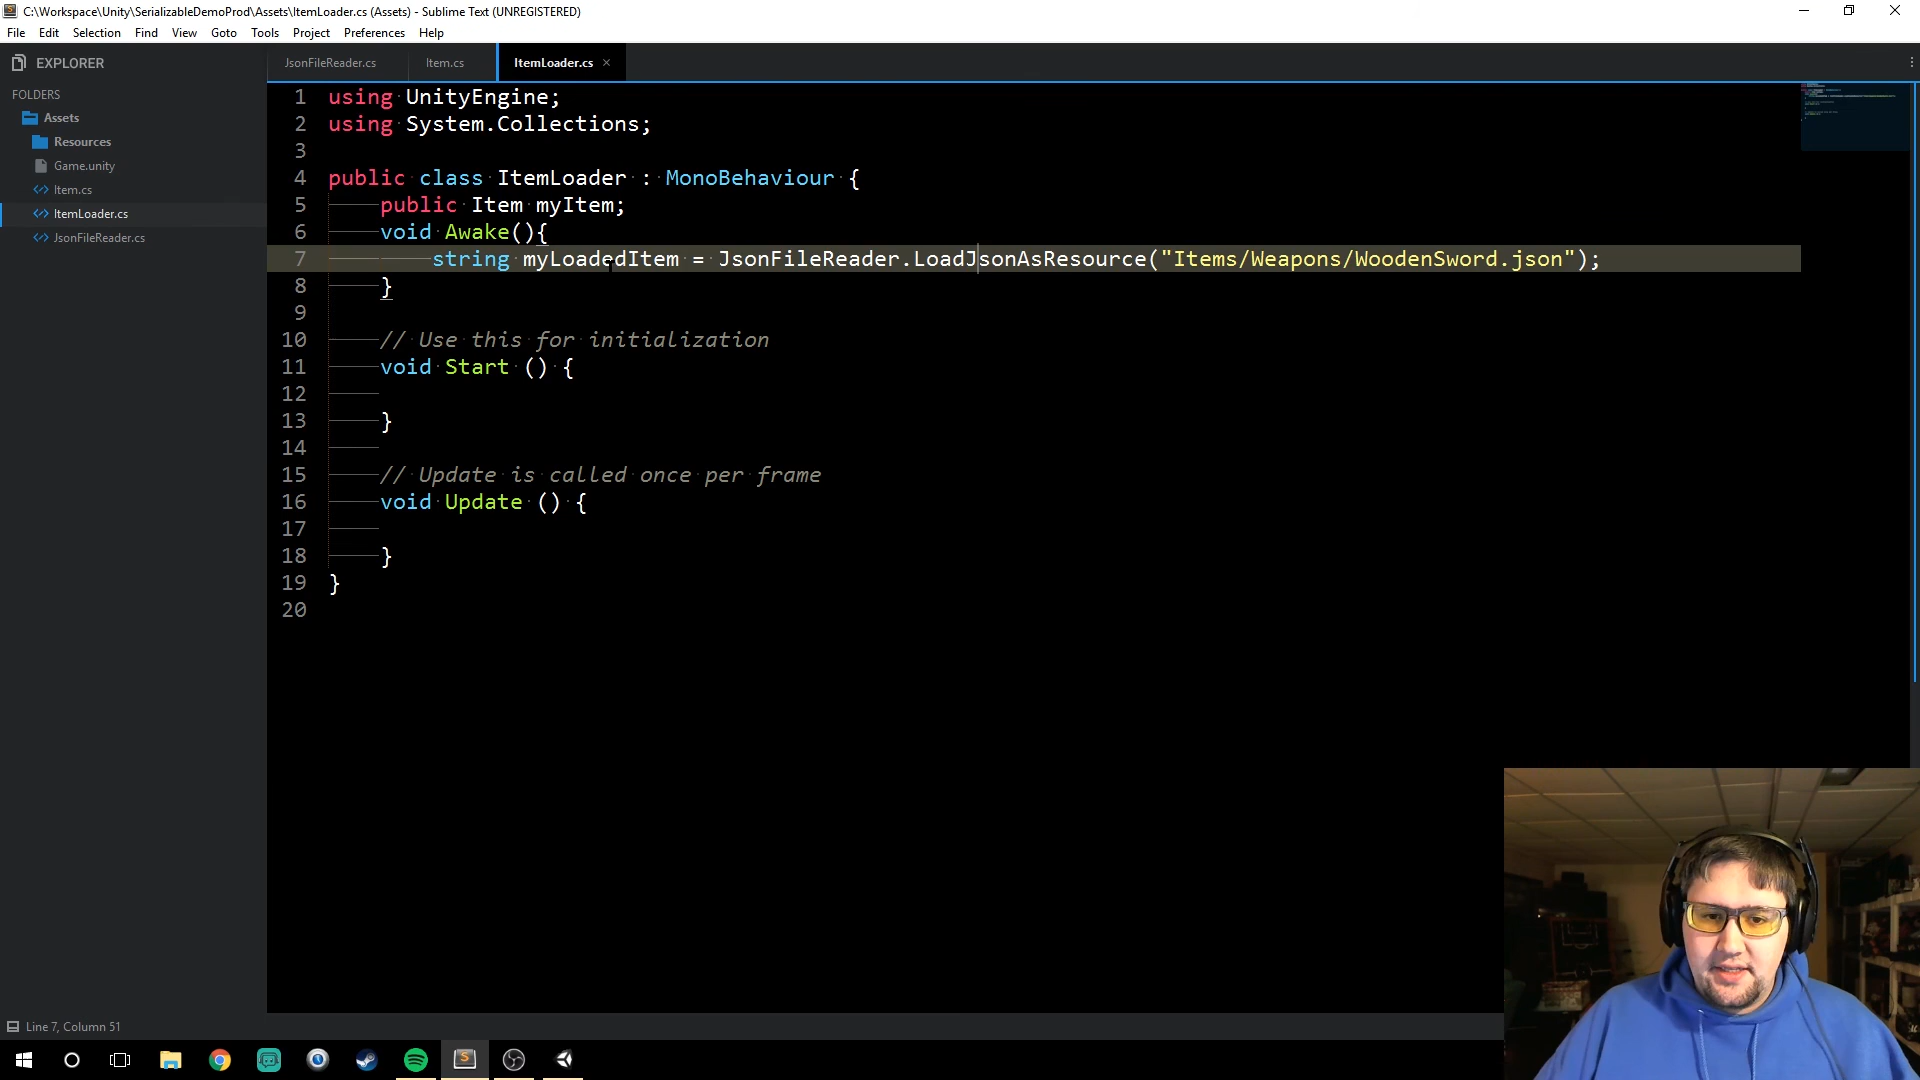 C:\Workspace\Unity\SerializableDemoProd\Assets\ItemLoader.cs (Assets) - Sublime Text (UNREGISTERED)
File Edit Selection Find View Goto Tools Project Preferences Help
EXPLORER
JsonFileReader.cs Item.cs ItemLoader.cs ×
FOLDERS
Assets
Resources
Game.unity
Item.cs
ItemLoader.cs
JsonFileReader.cs
1 using UnityEngine;
2 using System.Collections;
3
4 public class ItemLoader : MonoBehaviour {
5 public Item myItem;
6 void Awake(){
7 string myLoadedItem = JsonFileReader.LoadJsonAsResource("Items/Weapons/WoodenSword.json");
8 }
9
10 // Use this for initialization
11 void Start () {
12
13 }
14
15 // Update is called once per frame
16 void Update () {
17
18 }
19 }
20
Line 7, Column 51